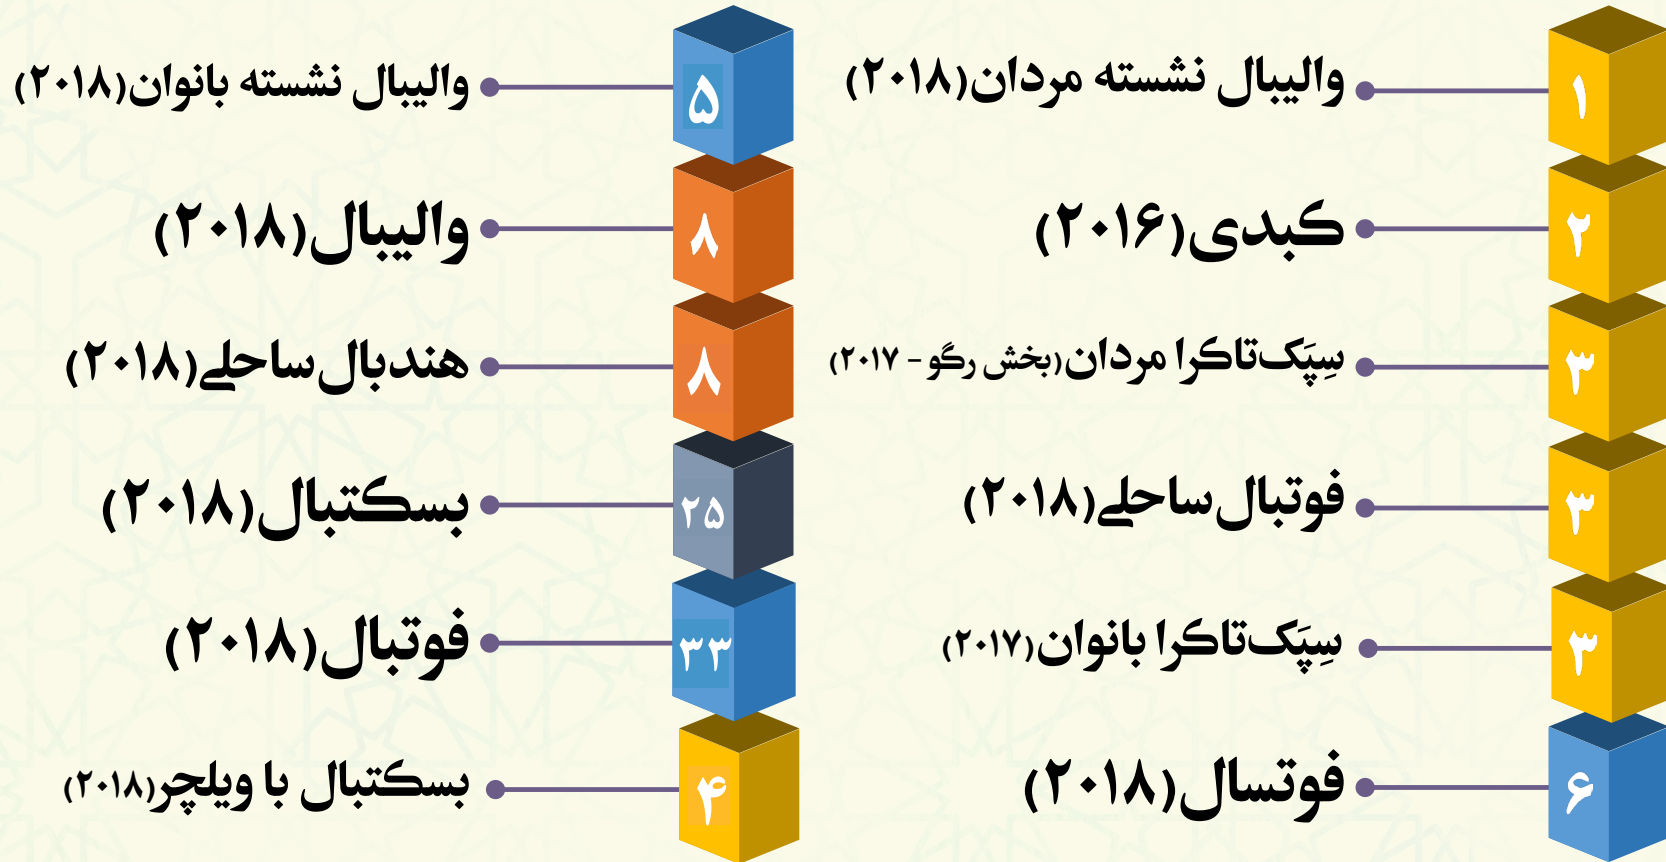 ۱
والیبال نشسته مردان(۲۰۱۸)
۲
کبدی(۲۰۱۶)
۳
سِپَک‌تاکرا مردان(بخش رگو - ۲۰۱۷)
۳
فوتبال ساحلی(۲۰۱۸)
۳
سِپَک‌تاکرا بانوان(۲۰۱۷)
۶
فوتسال(۲۰۱۸)
۵
والیبال نشسته بانوان(۲۰۱۸)
۸
والیبال(۲۰۱۸)
۸
هندبال ساحلی(۲۰۱۸)
۲۵
بسکتبال(۲۰۱۸)
۳۳
فوتبال(۲۰۱۸)
۴
بسکتبال با ویلچر(۲۰۱۸)